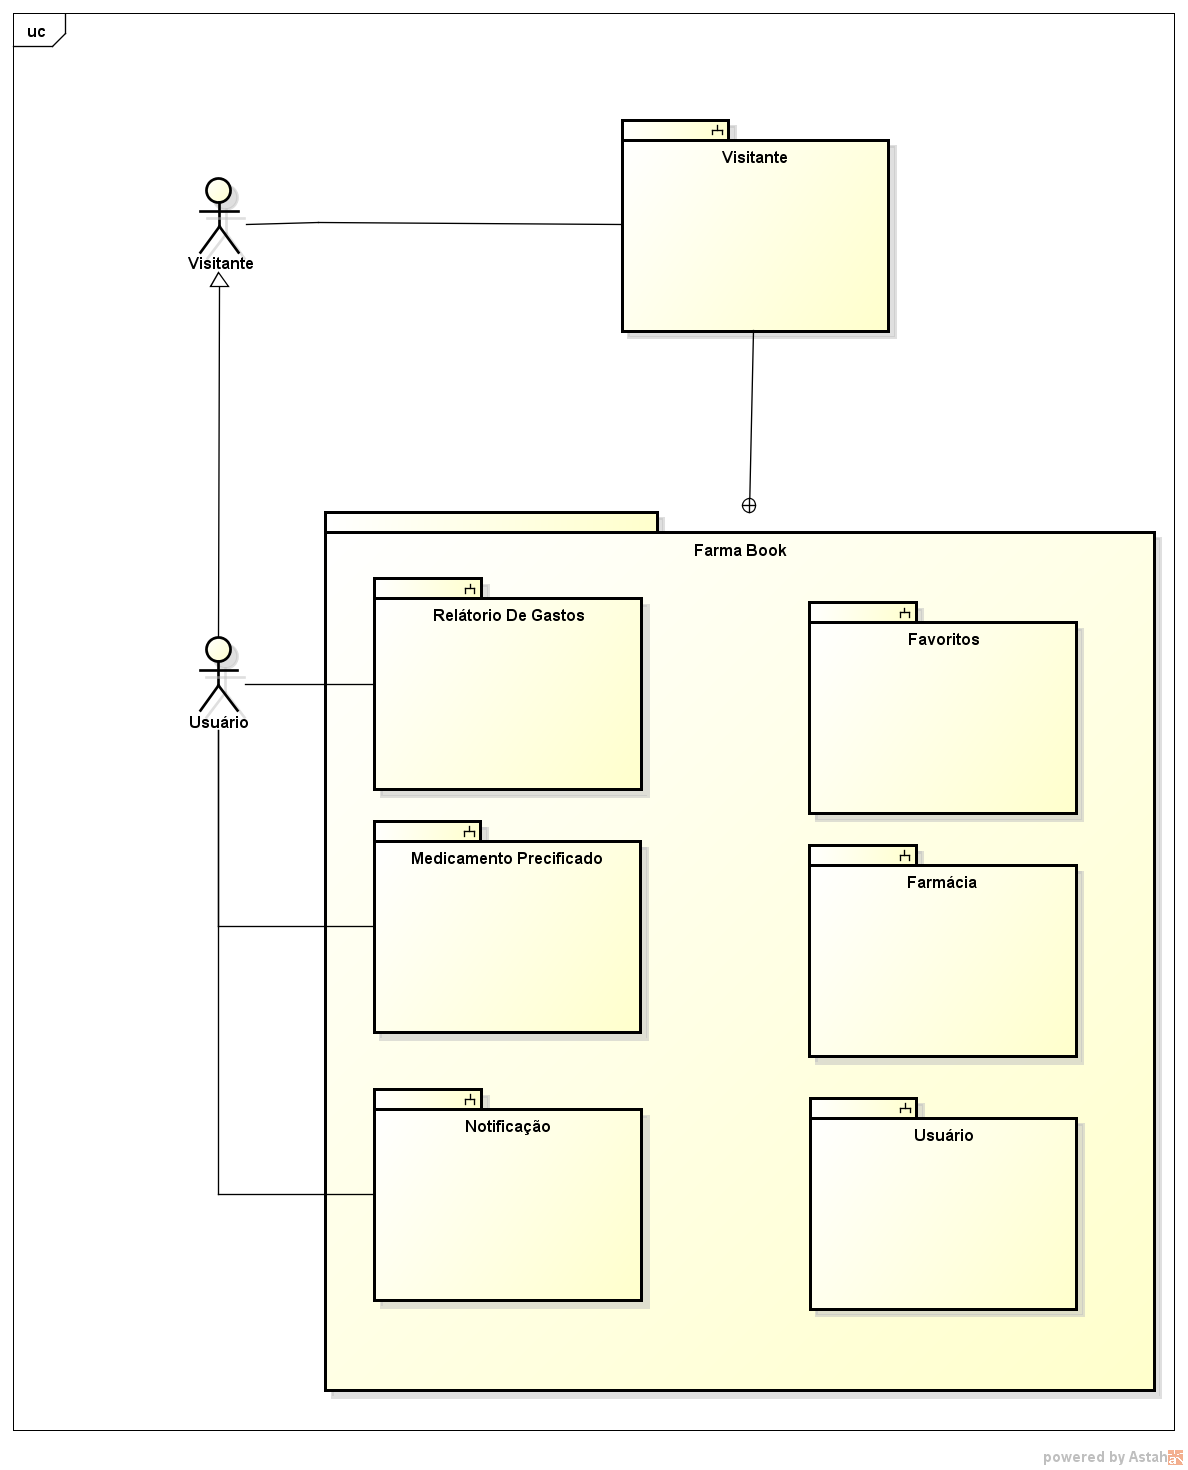 uc
Visitante
Visitante
Farma Book
Relátorio De Gastos
Favoritos
Usuário
Medicamento Precificado
Farmácia
Notificação
Usuário
powered by Astah